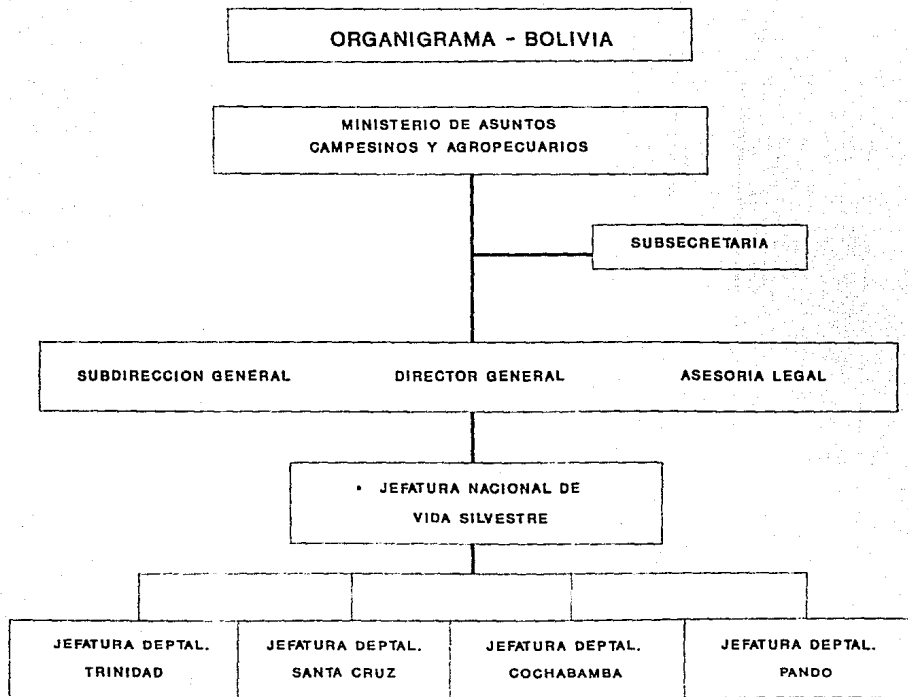 ORGANIGRAMA - BOLIVIA
MINISTERIO DE ASUNTOS
CAMPESINOS Y AGROPECUARIOS
SUBSECRETARIA
SUBDIRECCION GENERAL
DIRECTOR GENERAL
ASESORIA LEGAL
• JEFATURA NACIONAL DE
VIDA SILVESTRE
JEFATURA DEPTAL.
TRINIDAD
JEFATURA DEPTAL.
SANTA CRUZ
JEFATURA DEPTAL.
COCHABAMBA
JEFATURA DEPTAL.
PANDO